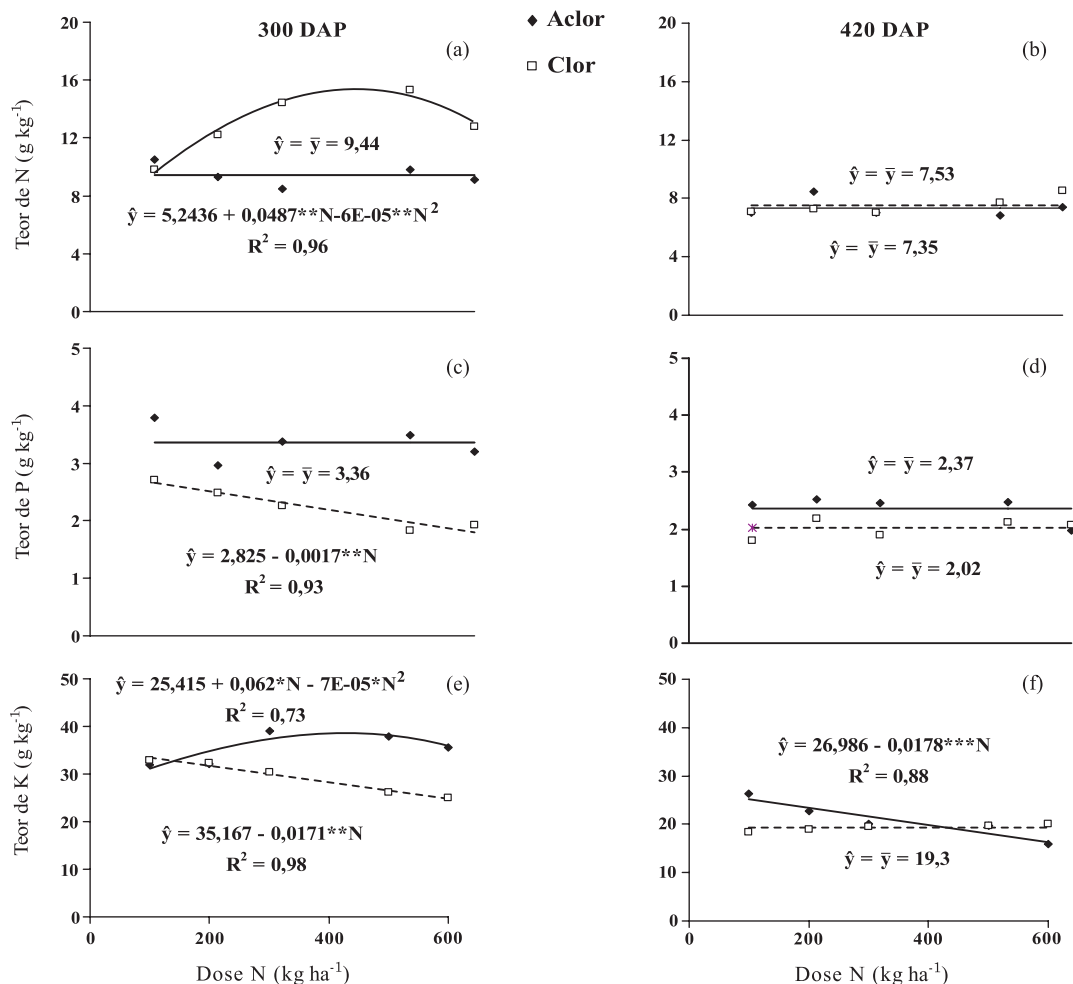 300 DAP
Aclor
Clor
420 DAP
(a)
Teor de N (g kg⁻¹)
20
16
12
8
4
0
ŷ = ȳ = 9,44
ŷ = 5,2436 + 0,0487**N-6E-05**N²
R² = 0,96
(b)
20
16
12
8
4
0
ŷ = ȳ = 7,53
ŷ = ȳ = 7,35
(c)
Teor de P (g kg⁻¹)
5
4
3
2
1
0
ŷ = ȳ = 3,36
ŷ = 2,825 - 0,0017**N
R² = 0,93
(d)
5
4
3
2
1
0
ŷ = ȳ = 2,37
ŷ = ȳ = 2,02
(e)
Teor de K (g kg⁻¹)
50
40
30
20
10
0
ŷ = 25,415 + 0,062*N - 7E-05*N²
R² = 0,73
ŷ = 35,167 - 0,0171**N
R² = 0,98
0 200 400 600
Dose N (kg ha⁻¹)
(f)
50
40
30
20
10
0
ŷ = 26,986 - 0,0178***N
R² = 0,88
ŷ = ȳ = 19,3
0 200 400 600
Dose N (kg ha⁻¹)